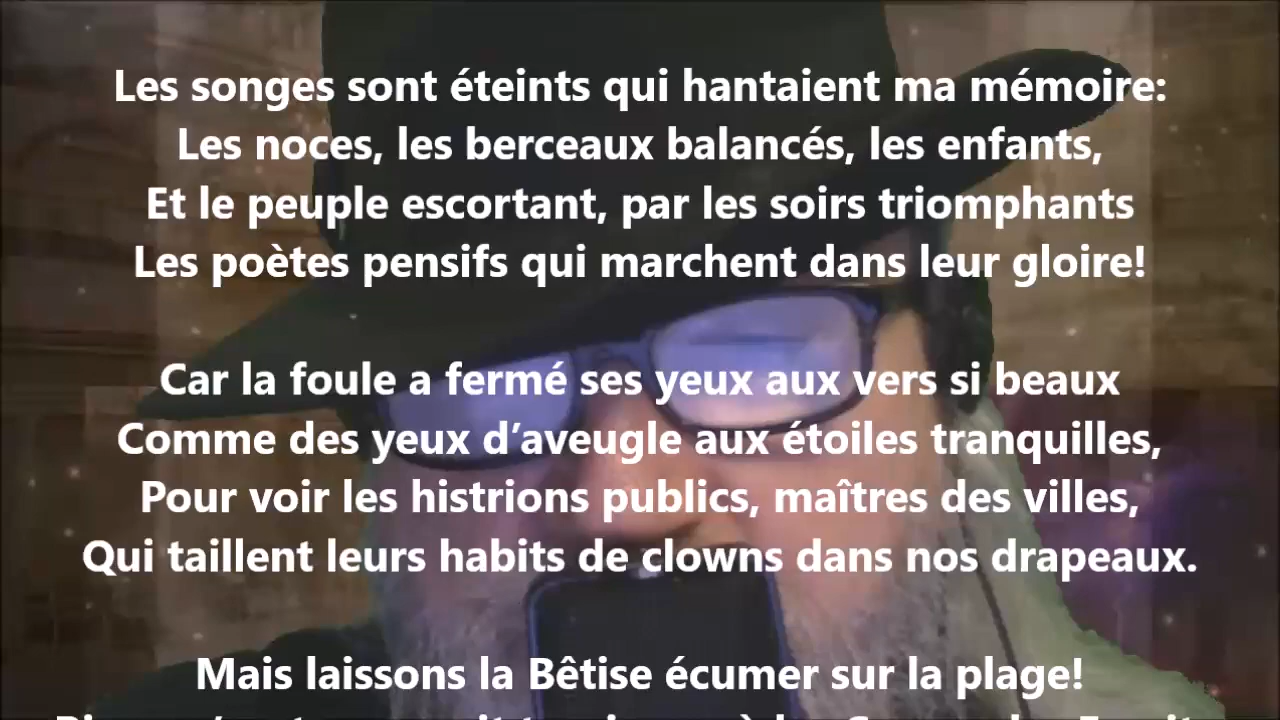 Les songes sont éteints qui hantaient ma mémoire:
Les noces, les berceaux balancés, les enfants,
Et le peuple escortant, par les soirs triomphants
Les poètes pensifs qui marchent dans leur gloire!
Car la foule a fermé ses yeux aux vers si beaux
Comme des yeux d’aveugle aux étoiles tranquilles,
Pour voir les histrions publics, maîtres des villes,
Qui taillent leurs habits de clowns dans nos drapeaux.
Mais laissons la Bêtise écumer sur la plage!